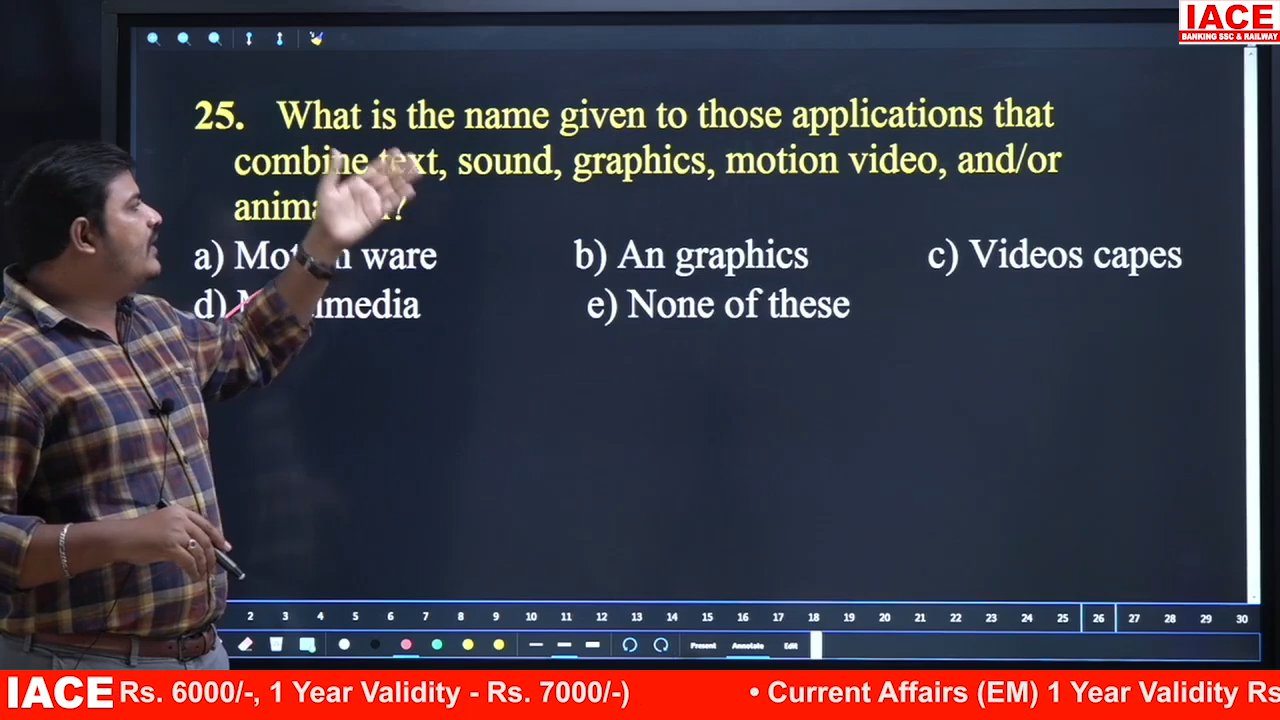 IACE
BANKING SSC & RAILWAY
25. What is the name given to those applications that
combine text, sound, graphics, motion video, and/or
a) ware b) An graphics c) Videos capes
d) e) None of these
2 3 4 5 6 7 8 9 10 11 12 13 14 15 16 17 18 19 20 21 22 23 24 25 26 27 28 29 30
Present Annotate Edit
IACE Rs. 6000/-, 1 Year Validity - Rs. 7000/-) • Current Affairs (EM) 1 Year Validity Rs